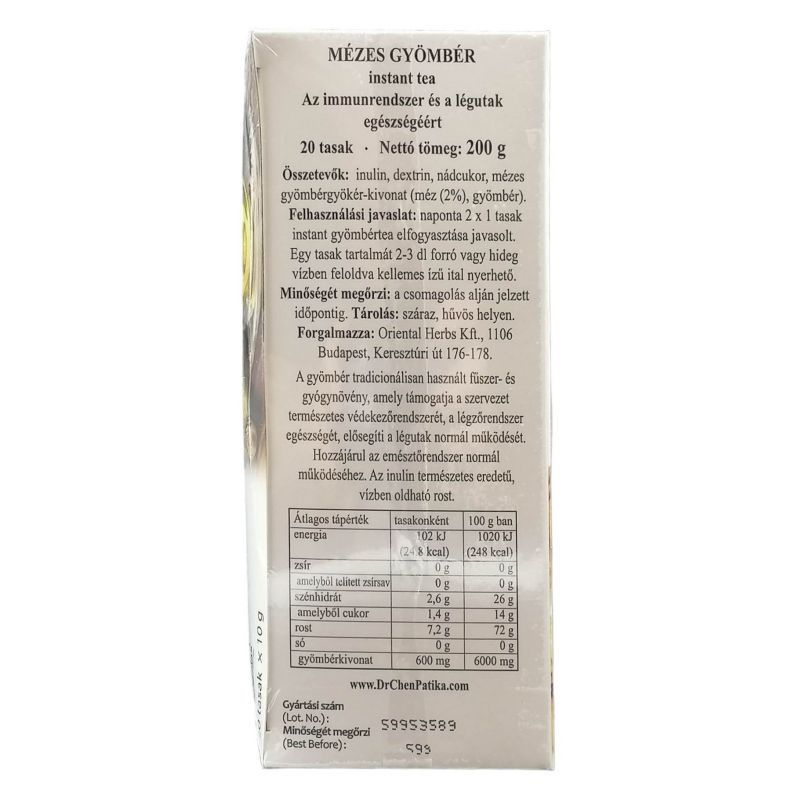 MÉZES GYÖMBÉR
instant tea
Az immunrendszer és a légutak
egészségéért
20 tasak · Nettó tömeg: 200 g
Összetevők: inulin, dextrin, nádcukor, mézes
gyömbérgyökér-kivonat (méz (2%), gyömbér).
Felhasználási javaslat: naponta 2 x 1 tasak
instant gyömbértea elfogyasztása javasolt.
Egy tasak tartalmát 2-3 dl forró vagy hideg
vízben feloldva kellemes ízű ital nyerhető.
Minőségét megőrzi: a csomagolás alján jelzett
időpontig. Tárolás: száraz, hűvös helyen.
Forgalmazza: Oriental Herbs Kft., 1106
Budapest, Keresztúri út 176-178.
A gyömbér tradicionálisan használt fűszer- és
gyógynövény, amely támogatja a szervezet
természetes védekezőrendszerét, a légzőrendszer
egészségét, elősegíti a légutak normál működését.
Hozzájárul az emésztőrendszer normál
működéséhez. Az inulin természetes eredetű,
vízben oldható rost.
Átlagos tápérték tasakonként 100 g ban
energia 102 kJ 1020 kJ
(24,8 kcal) (248 kcal)
zsír 0 g 0 g
amelyből telített zsírsav 0 g 0 g
szénhidrát 2,6 g 26 g
amelyből cukor 1,4 g 14 g
rost 7,2 g 72 g
só 0 g 0 g
gyömbérkivonat 600 mg 6000 mg
www.DrChenPatika.com
Gyártási szám
(Lot. No.): 59953589
Minőségét megőrzi
(Best Before): 599
tasak x 10 g